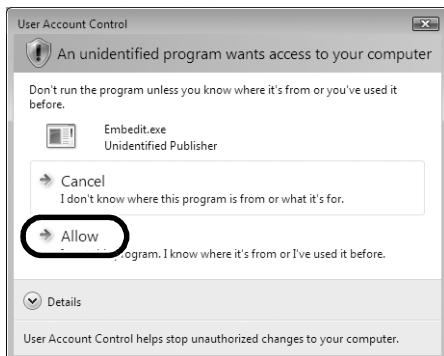 User Account Control
An unidentified program wants access to your computer
Don't run the program unless you know where it's from or you've used it
before.
Embedit.exe
Unidentified Publisher
Cancel
I don't know where this program is from or what it's for.
Allow
program. I know where it's from or I've used it before.
Details
User Account Control helps stop unauthorized changes to your computer.